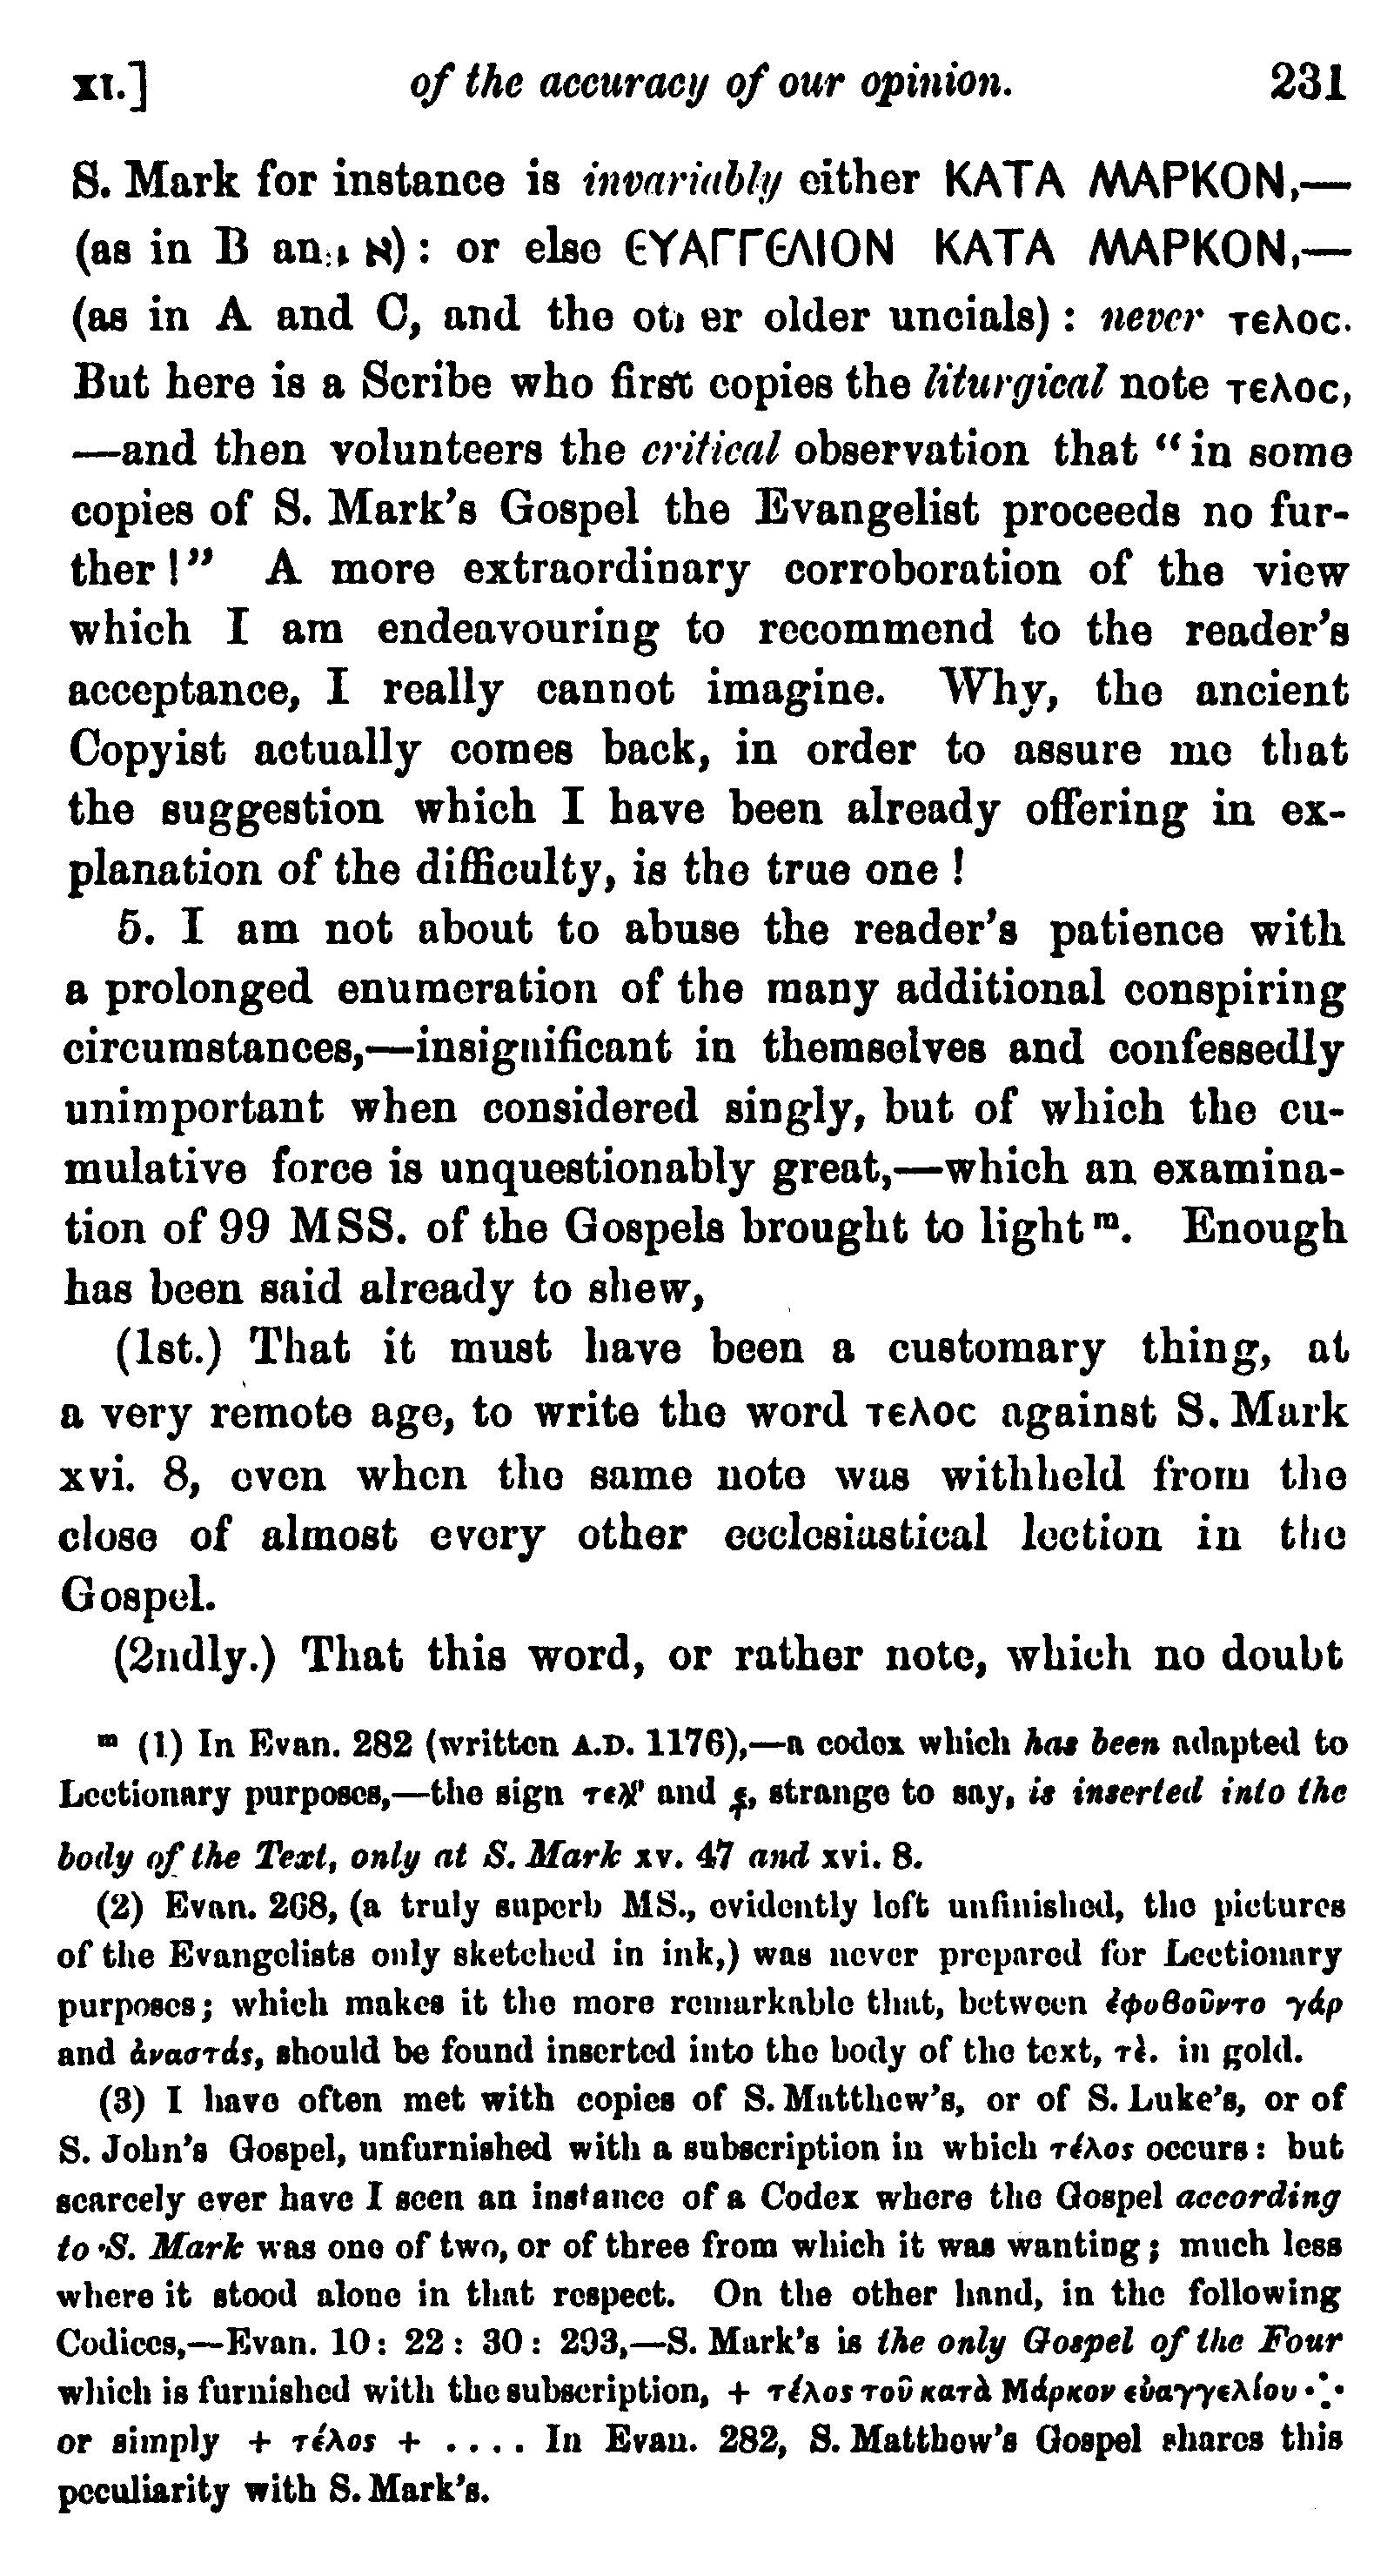 XI.] of the accuracy of our opinion. 231
S. Mark for instance is invariably either ΚΑΤΑ ΜΑΡΚΟΝ,—
(as in B and א) : or else ЄΥΑΓΓЄΛΙΟΝ ΚΑΤΑ ΜΑΡΚΟΝ,—
(as in A and C, and the other older uncials) : never τελοc.
But here is a Scribe who first copies the liturgical note τελοc,
—and then volunteers the critical observation that “in some
copies of S. Mark’s Gospel the Evangelist proceeds no fur-
ther !” A more extraordinary corroboration of the view
which I am endeavouring to recommend to the reader’s
acceptance, I really cannot imagine. Why, the ancient
Copyist actually comes back, in order to assure me that
the suggestion which I have been already offering in ex-
planation of the difficulty, is the true one !
5. I am not about to abuse the reader’s patience with
a prolonged enumeration of the many additional conspiring
circumstances,—insignificant in themselves and confessedly
unimportant when considered singly, but of which the cu-
mulative force is unquestionably great,—which an examina-
tion of 99 MSS. of the Gospels brought to light m. Enough
has been said already to shew,
(1st.) That it must have been a customary thing, at
a very remote age, to write the word τελοc against S. Mark
xvi. 8, even when the same note was withheld from the
close of almost every other ecclesiastical lection in the
Gospel.
(2ndly.) That this word, or rather note, which no doubt
m (1) In Evan. 282 (written A.D. 1176),—a codex which has been adapted to
Lectionary purposes,—the sign and strange to say, is inserted into the
body of the Text, only at S. Mark xv. 47 and xvi. 8.
(2) Evan. 268, (a truly superb MS., evidently left unfinished, the pictures
of the Evangelists only sketched in ink,) was never prepared for Lectionary
purposes; which makes it the more remarkable that, between ἐφοβοῦντο γάρ
and ἀναστάς, should be found inserted into the body of the text, τὲ. in gold.
(3) I have often met with copies of S. Matthew’s, or of S. Luke’s, or of
S. John’s Gospel, unfurnished with a subscription in which τέλος occurs : but
scarcely ever have I seen an instance of a Codex where the Gospel according
to S. Mark was one of two, or of three from which it was wanting; much less
where it stood alone in that respect. On the other hand, in the following
Codices,—Evan. 10 : 22 : 30 : 293,—S. Mark’s is the only Gospel of the Four
which is furnished with the subscription, + τέλος τοῦ κατὰ Μάρκον εὐαγγελίου ⁘
or simply + τέλος + .... In Evan. 282, S. Matthew’s Gospel shares this
peculiarity with S. Mark’s.